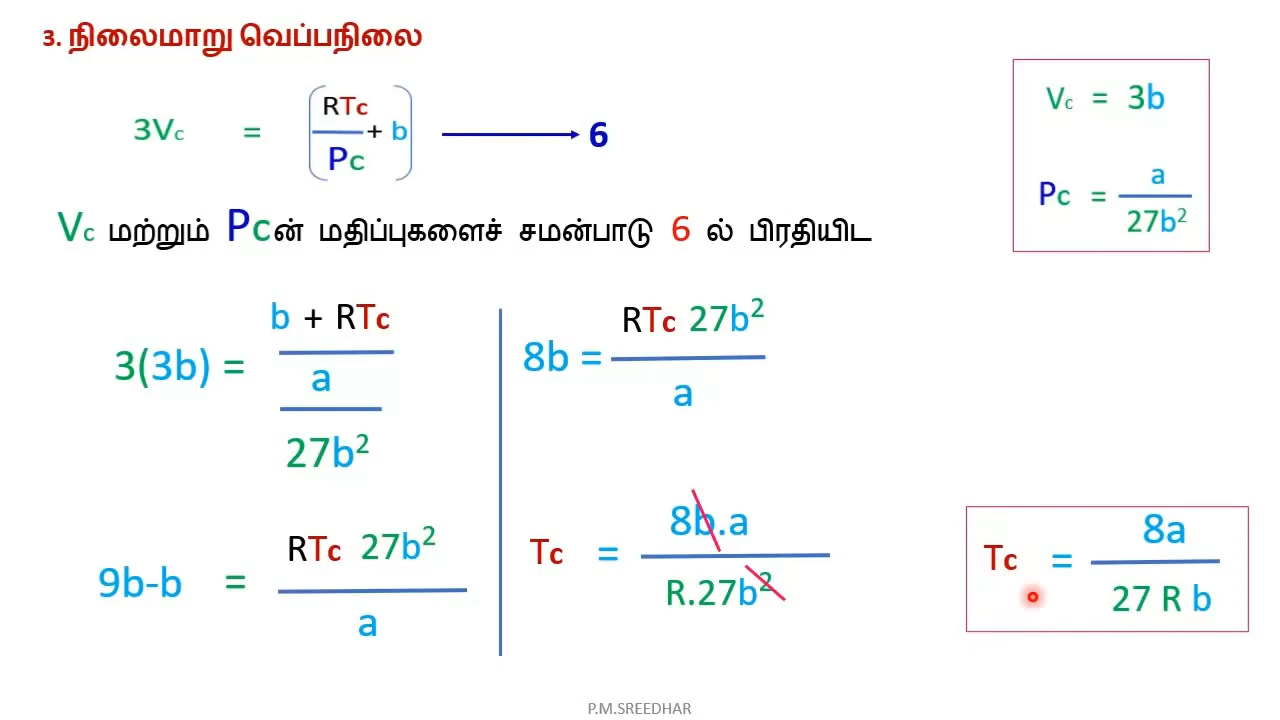 3. நிலைமாறு வெப்பநிலை
3Vc = (RTc/Pc + b) → 6
Vc = 3b
Pc = a/27b²
Vc மற்றும் Pcன் மதிப்புகளைச் சமன்பாடு 6 ல் பிரதியிட
3(3b) = b + RTc / a / 27b²
9b-b = RTc 27b² / a
8b = RTc 27b² / a
Tc = 8b.a / R.27b²
Tc = 8a / 27 R b
P.M.SREEDHAR